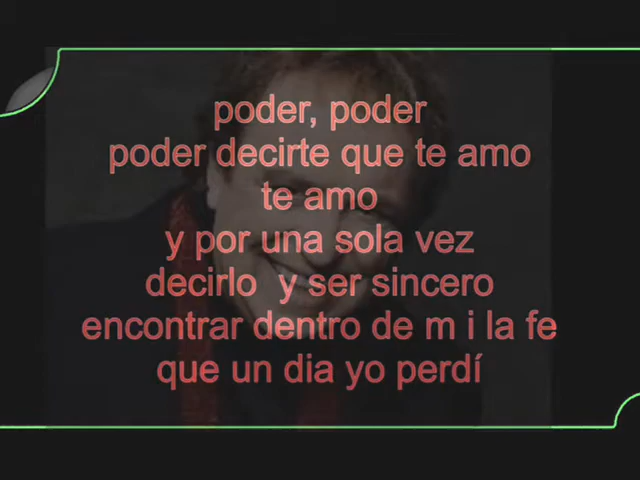 poder, poder
poder decirte que te amo
te amo
y por una sola vez
decirlo  y ser sincero
encontrar dentro de m i la fe
que un dia yo perdí